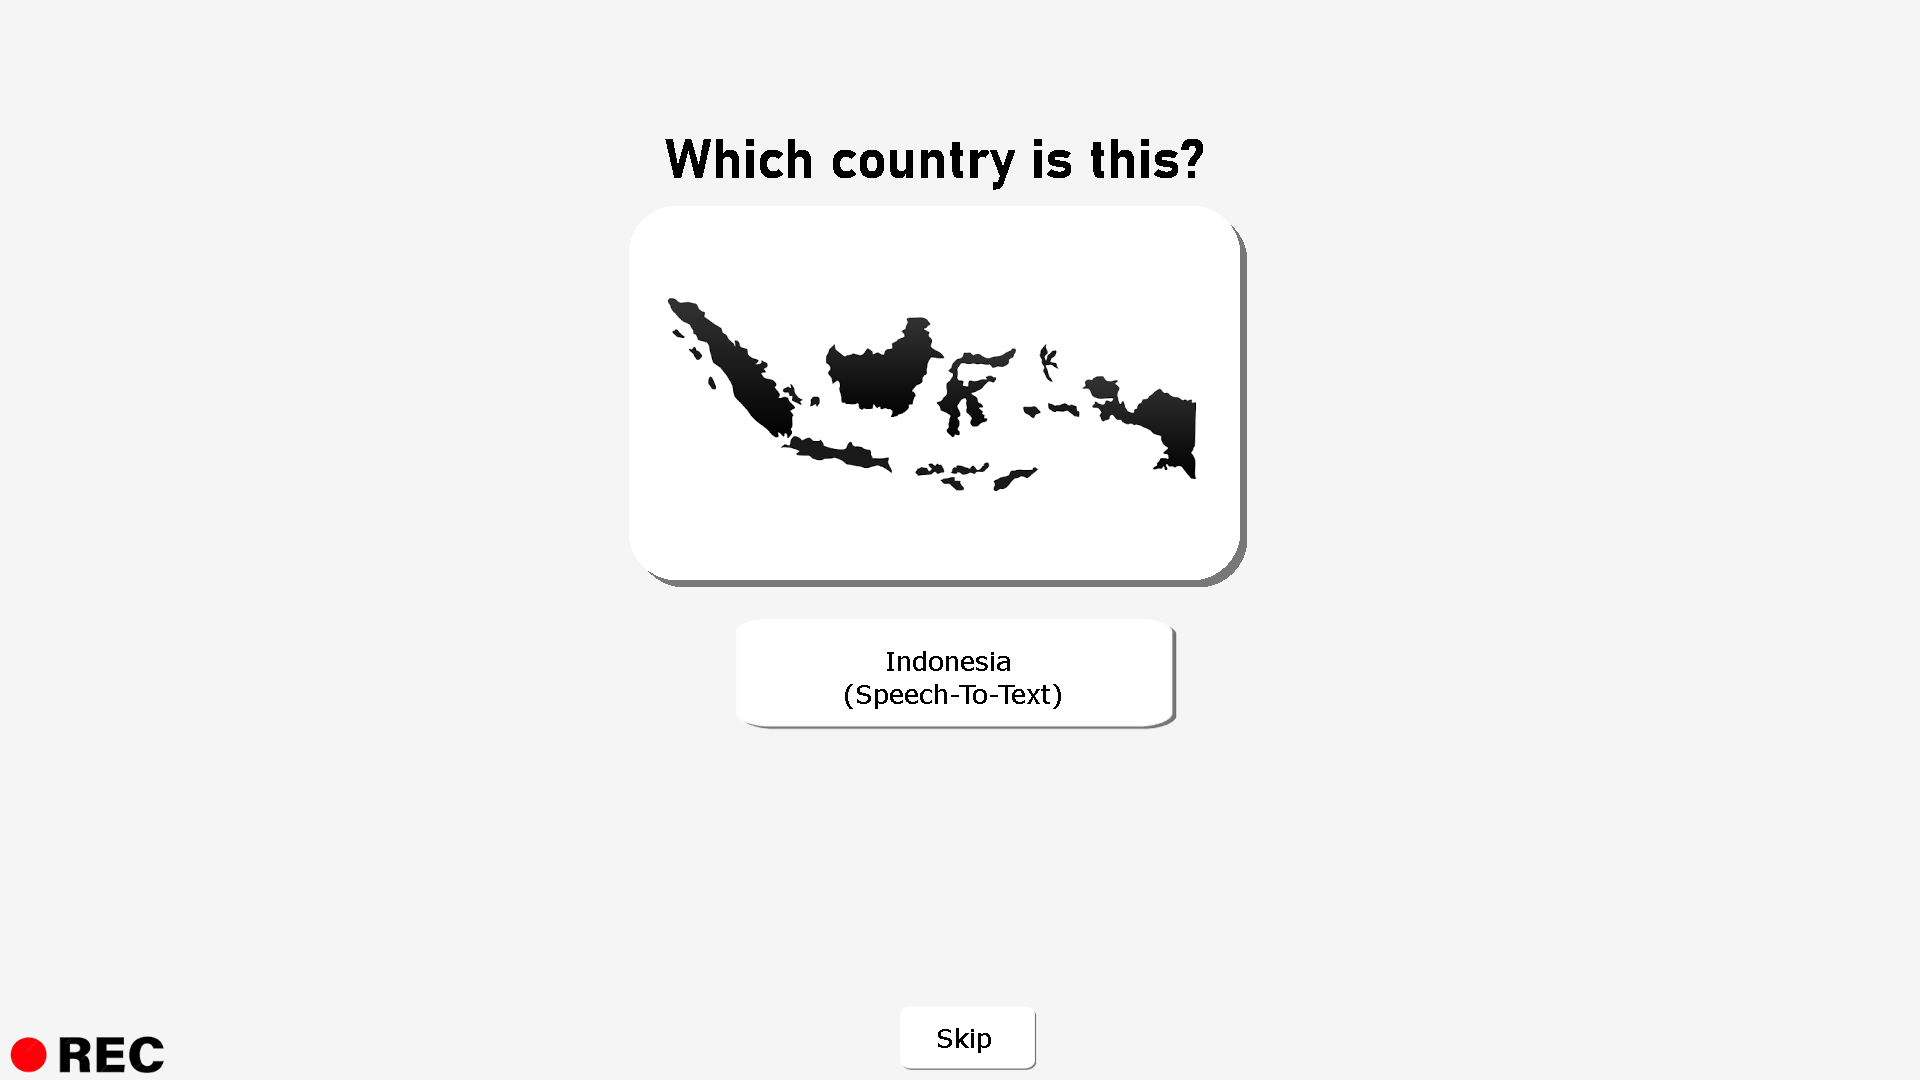 Which country is this?
Indonesia
(Speech-To-Text)
Skip
REC